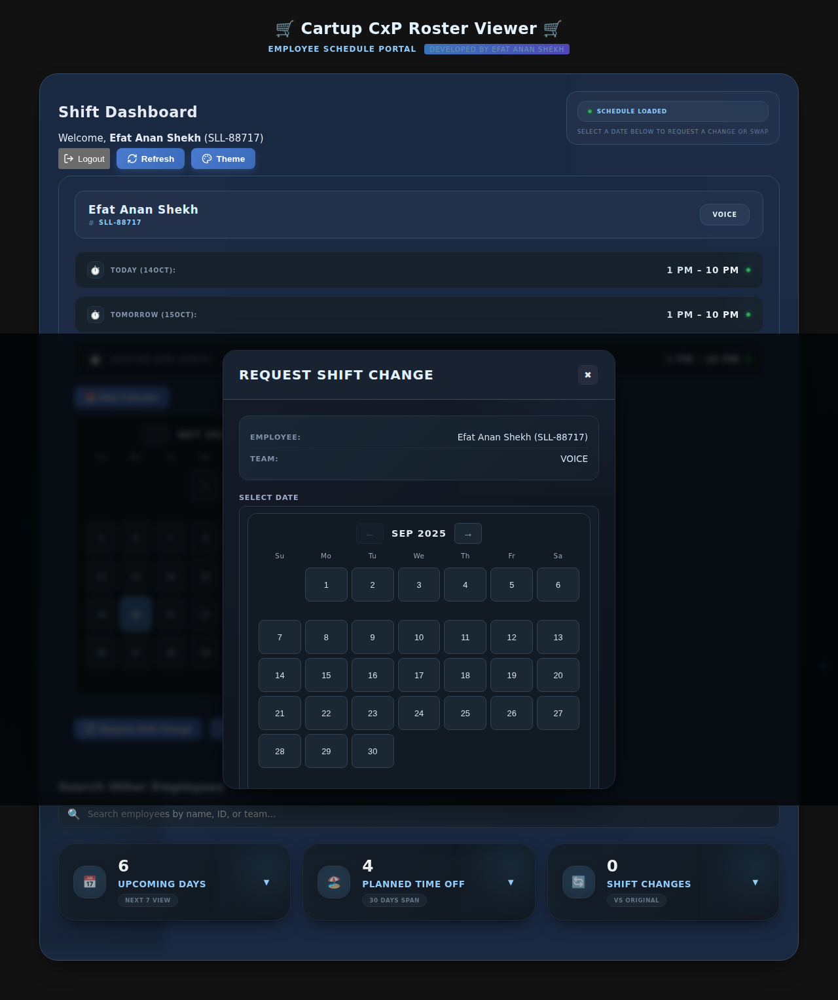 🛒 Cartup CxP Roster Viewer 🛒
EMPLOYEE SCHEDULE PORTAL DEVELOPED BY EFAT ANAN SHEKH
Shift Dashboard
SCHEDULE LOADED
SELECT A DATE BELOW TO REQUEST A CHANGE OR SWAP
Welcome, Efat Anan Shekh (SLL-88717)
Logout Refresh Theme
Efat Anan Shekh
# SLL-88717
VOICE
TODAY (14OCT): 1 PM – 10 PM
TOMORROW (15OCT): 1 PM – 10 PM
REQUEST SHIFT CHANGE ✖
EMPLOYEE: Efat Anan Shekh (SLL-88717)
TEAM: VOICE
SELECT DATE
← SEP 2025 →
Su Mo Tu We Th Fr Sa
1 2 3 4 5 6
7 8 9 10 11 12 13
14 15 16 17 18 19 20
21 22 23 24 25 26 27
28 29 30
Request Shift Change
Search Other Employees
Search employees by name, ID, or team...
6
UPCOMING DAYS
NEXT 7 VIEW
▼
4
PLANNED TIME OFF
30 DAYS SPAN
▼
0
SHIFT CHANGES
VS ORIGINAL
▼